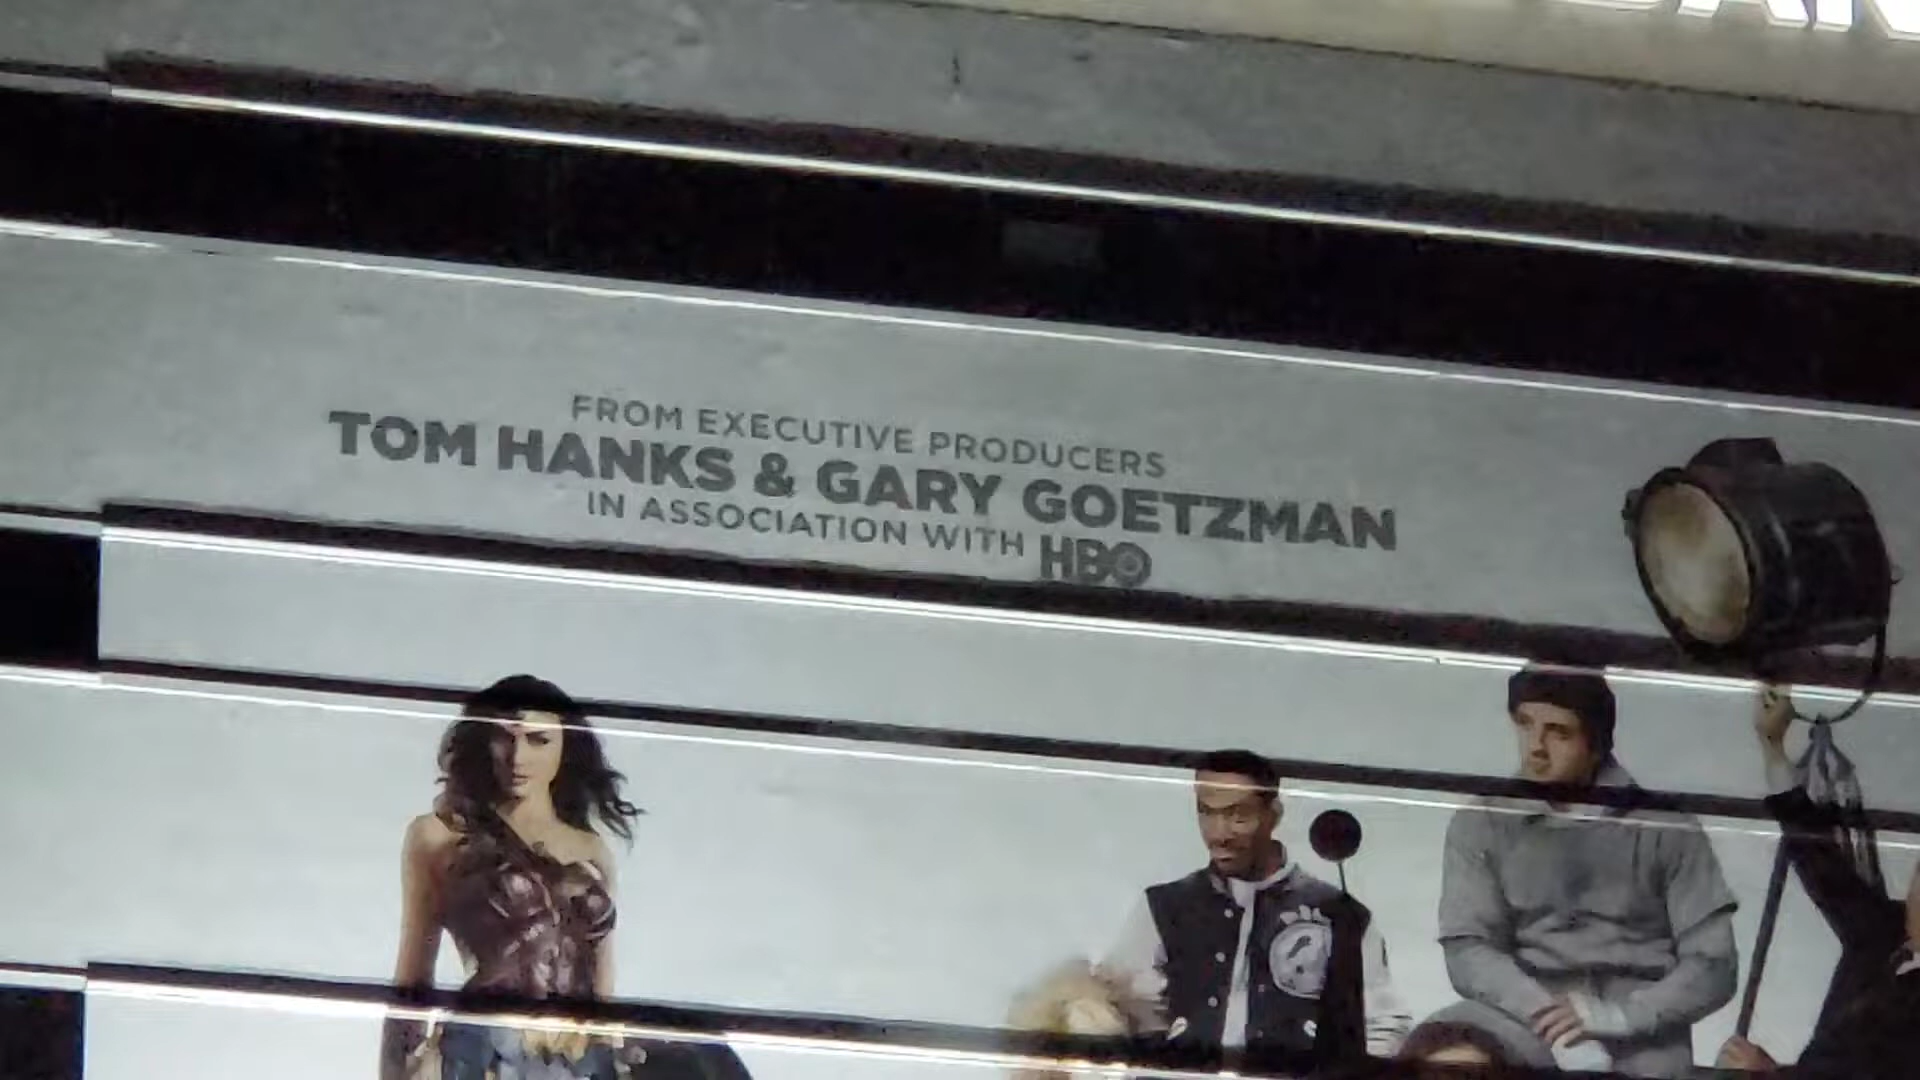 FROM EXECUTIVE PRODUCERS
TOM HANKS & GARY GOETZMAN
IN ASSOCIATION WITH HBO